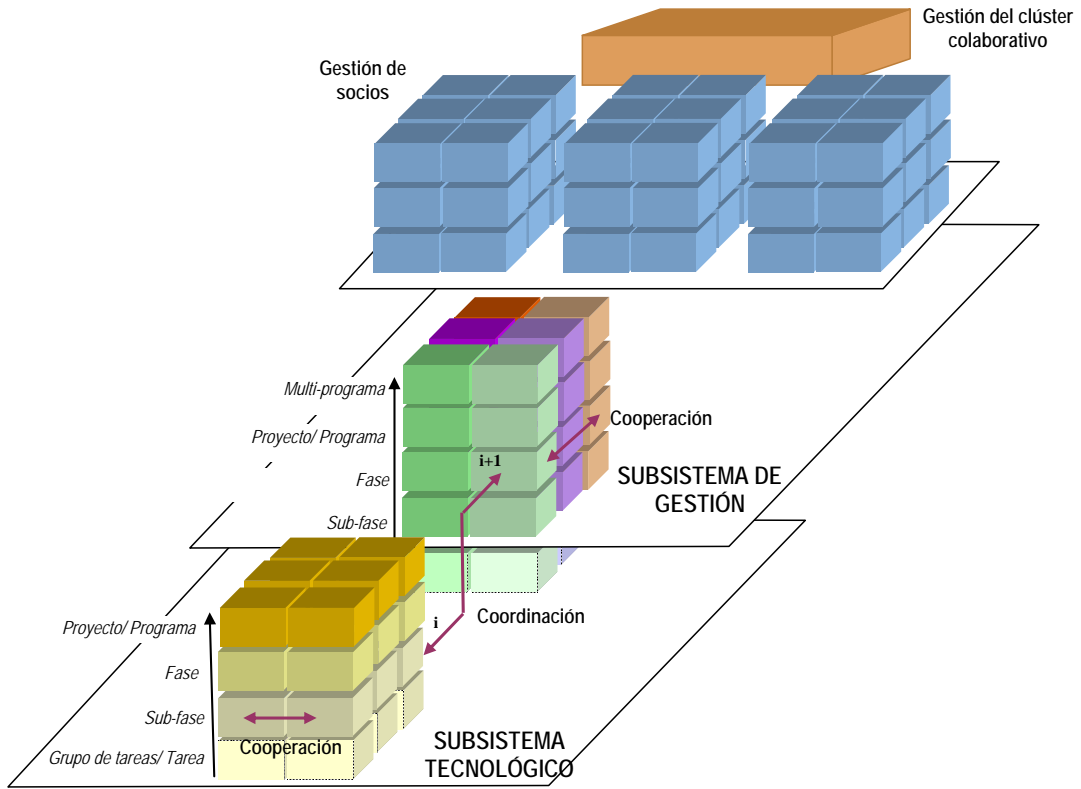 Gestión del clúster
colaborativo
Gestión de
socios
Multi-programa
Proyecto/ Programa
Fase
Sub-fase
i+1
Cooperación
SUBSISTEMA DE
GESTIÓN
Coordinación
i
Proyecto/ Programa
Fase
Sub-fase
Grupo de tareas/ Tarea
Cooperación
SUBSISTEMA
TECNOLÓGICO